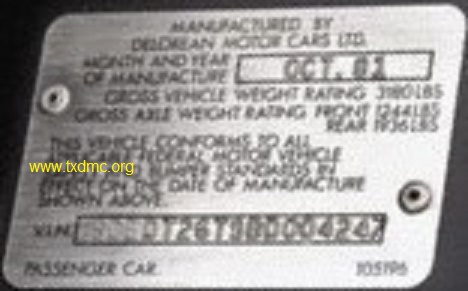 MANUFACTURED BY
DELOREAN MOTOR CARS LTD.
MONTH AND YEAR
OF MANUFACTURE OCT. 81
GROSS VEHICLE WEIGHT RATING 3180LBS
GROSS AXLE WEIGHT RATING FRONT 1244LBS
REAR 1936LBS
THIS VEHICLE CONFORMS TO ALL
FEDERAL MOTOR VEHICLE
www.txdmc.org
BUMPER STANDARDS IN
EFFECT ON THE DATE OF MANUFACTURE
SHOWN ABOVE.
V.I.N.
PASSENGER CAR. 105196